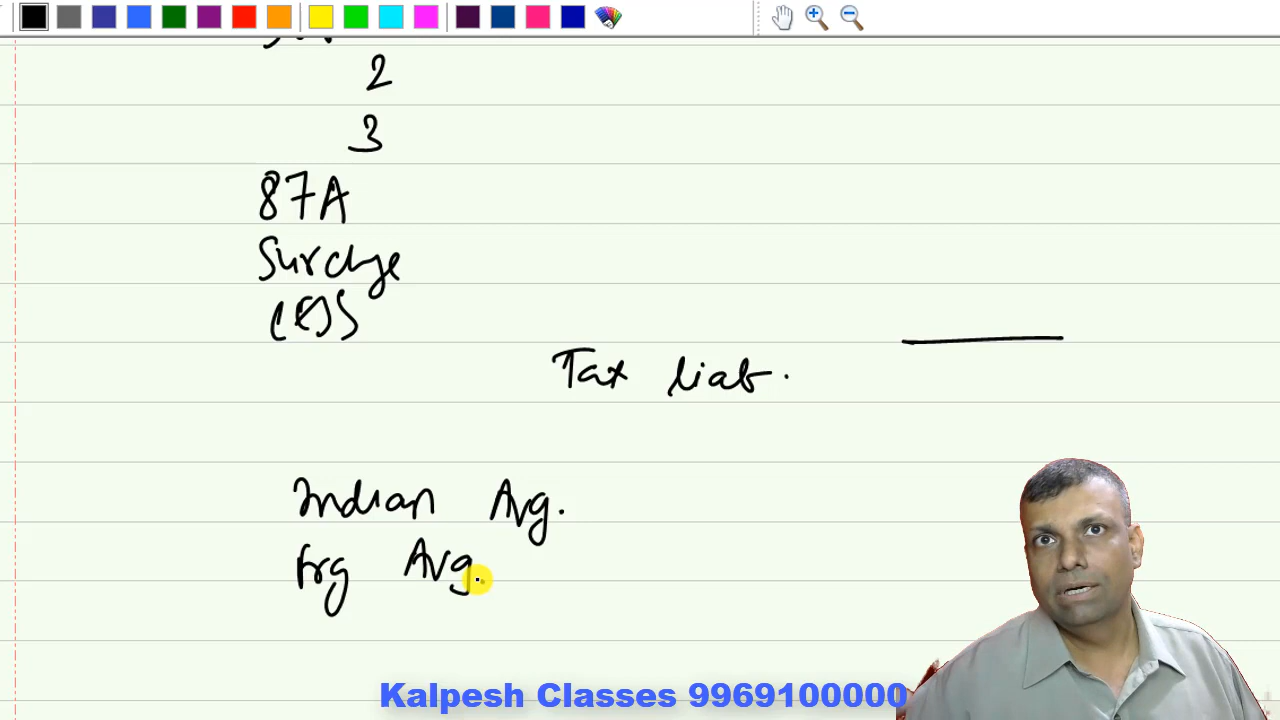 2
3
87A
Surchge
CESS
Tax liab.
Indian Avg.
Frg Avg.
Kalpesh Classes 9969100000